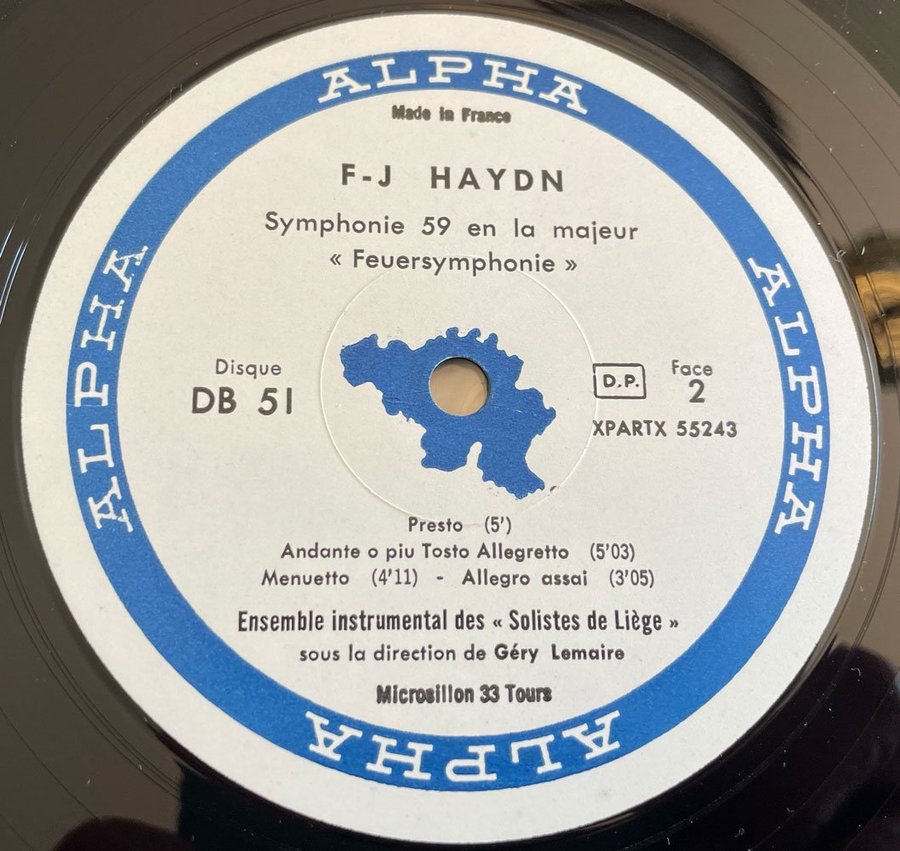 ALPHA
Made in France
F-J HAYDN
Symphonie 59 en la majeur
« Feuersymphonie »
ALPHA
ALPHA
Disque
DB 51
D.P.
Face
2
XPARTX 55243
Presto (5')
Andante o piu Tosto Allegretto (5'03)
Menuetto (4'11) - Allegro assai (3'05)
Ensemble instrumental des « Solistes de Liège »
sous la direction de Géry Lemaire
Microsillon 33 Tours
ALPHA